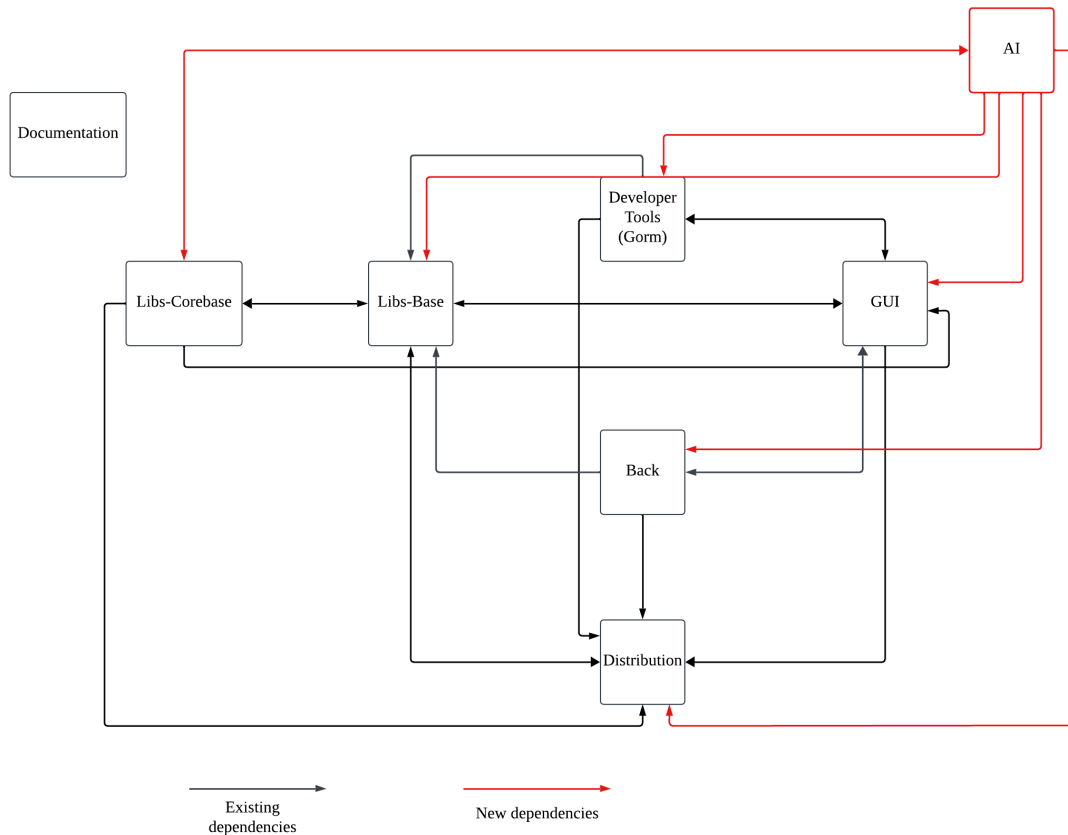 AI
Documentation
Developer
Tools
(Gorm)
Libs-Corebase
Libs-Base
GUI
Back
Distribution
Existing
dependencies
New dependencies